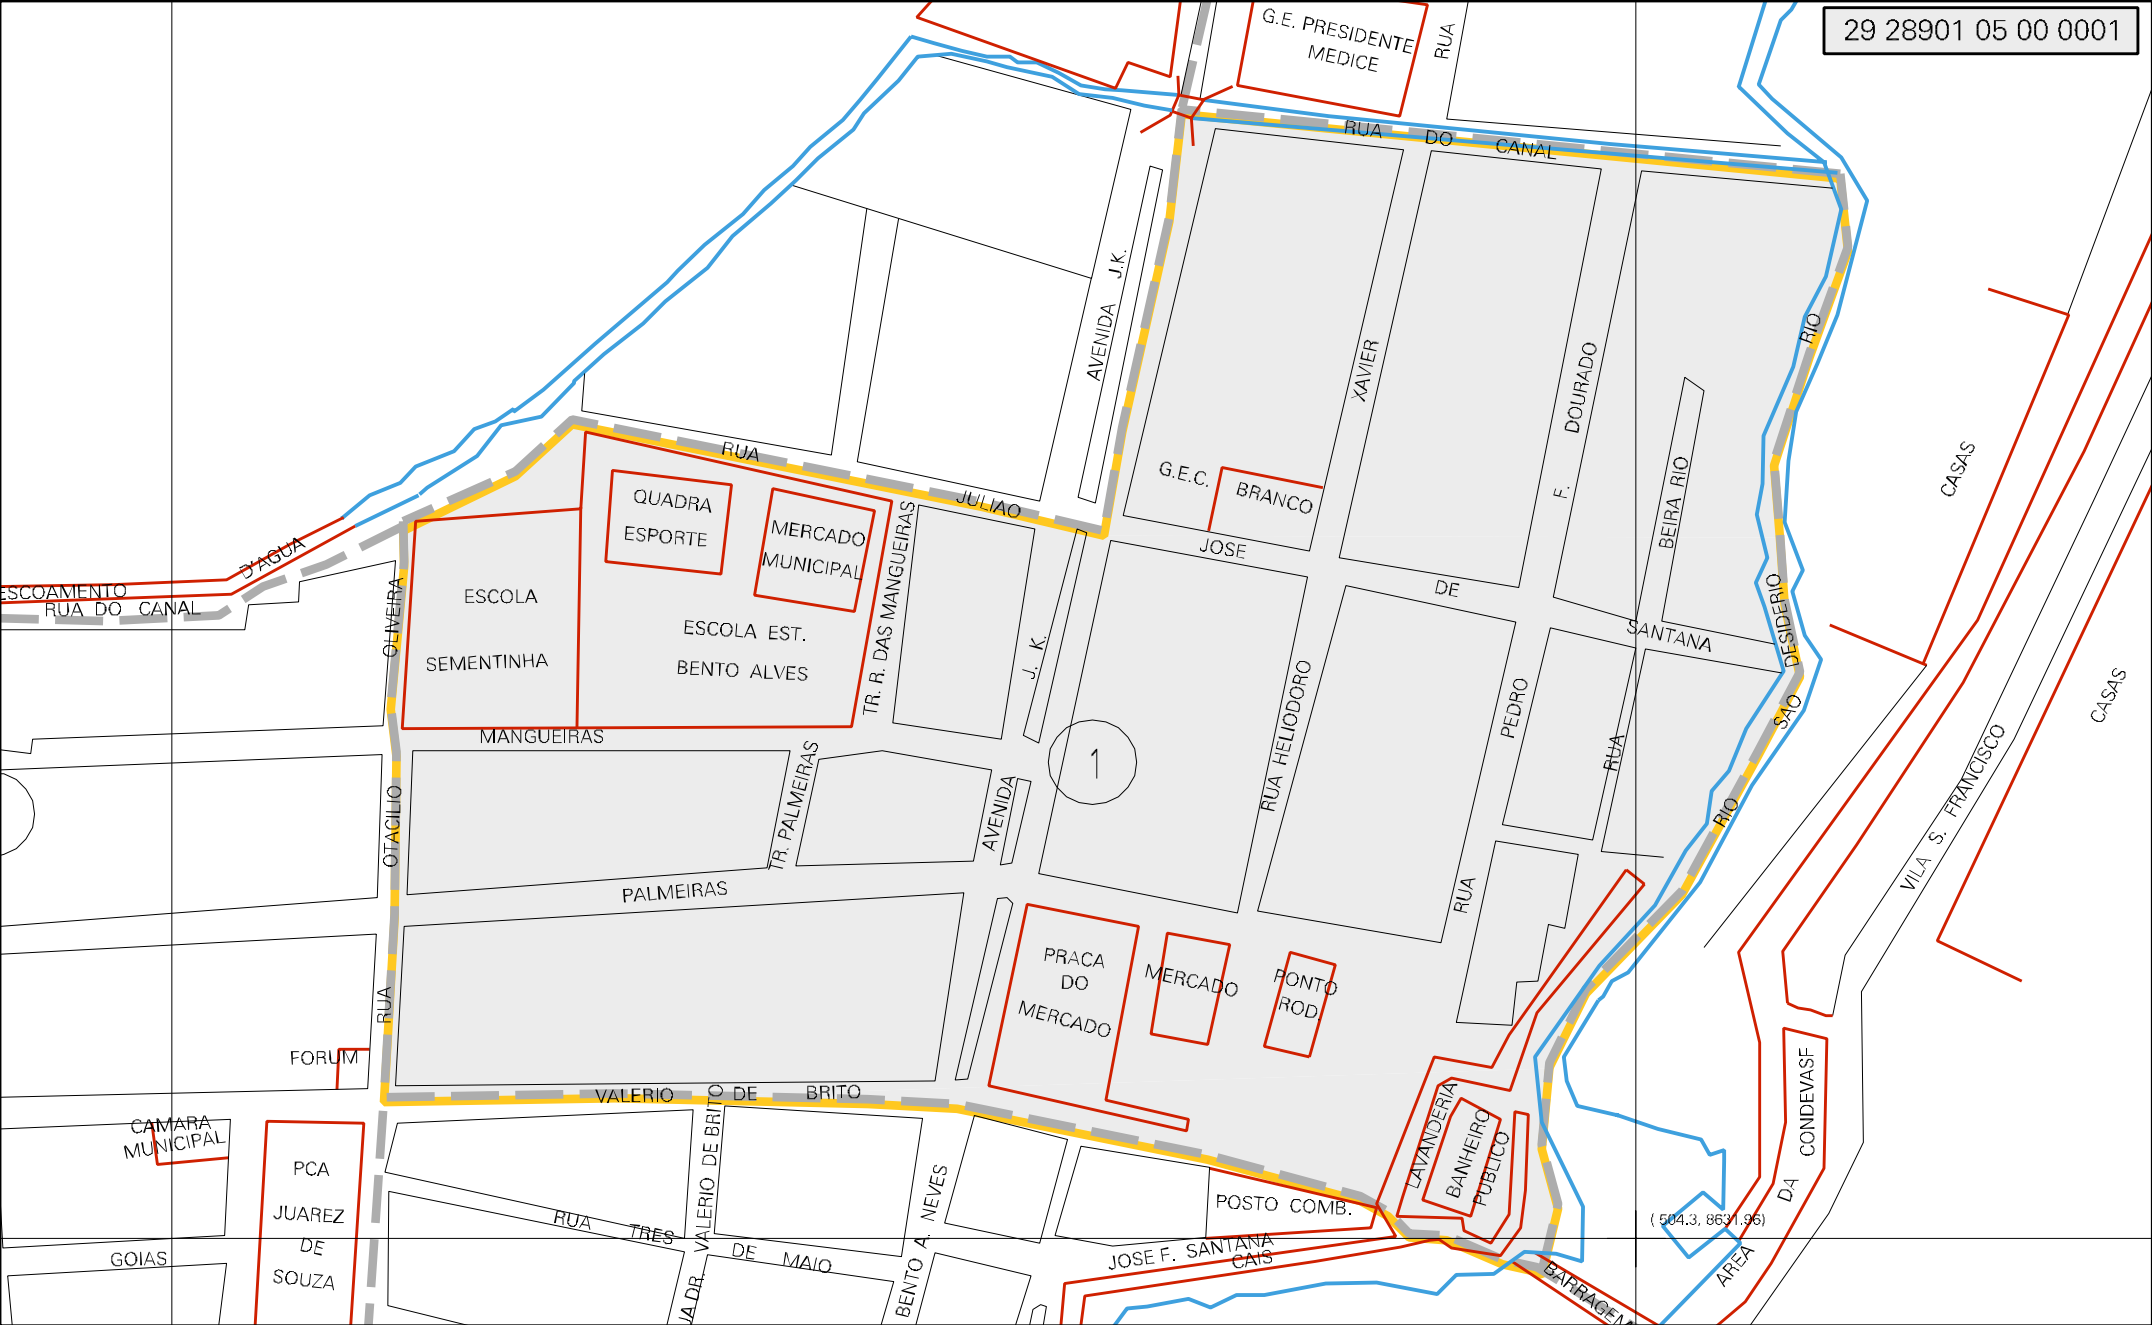 29 28901 05 00 0001
G.E. PRESIDENTE
MEDICE
RUA
RUA DO CANAL
AVENIDA J.K.
XAVIER
F. DOURADO
RIO
BEIRA RIO
CASAS
RUA
JULIAO
G.E.C.
BRANCO
QUADRA
ESPORTE
MERCADO
MUNICIPAL
TR. R. DAS MANGUEIRAS
JOSE
DE
SANTANA
D'AGUA
ESCOAMENTO
RUA DO CANAL
OLIVEIRA
ESCOLA
SEMENTINHA
ESCOLA EST.
BENTO ALVES
J. K.
DESIDERIO
SAO
RIO
CASAS
MANGUEIRAS
TR. PALMEIRAS
AVENIDA
1
RUA HELIODORO
PEDRO
RUA
RUA
VILA S. FRANCISCO
OTACILIO
PALMEIRAS
RUA
PRACA
DO
MERCADO
MERCADO
PONTO
ROD.
FORUM
VALERIO DE BRITO
CAMARA
MUNICIPAL
PCA
JUAREZ
DE
SOUZA
GOIAS
RUA TRES DE MAIO
JA DR. VALERIO DE BRITO
BENTO A. NEVES
POSTO COMB.
JOSE F. SANTANA
CAIS
LAVANDERIA
BANHEIRO
PUBLICO
BARRAGEM
( 504.3, 8631.96)
AREA
DA
CONDEVASF